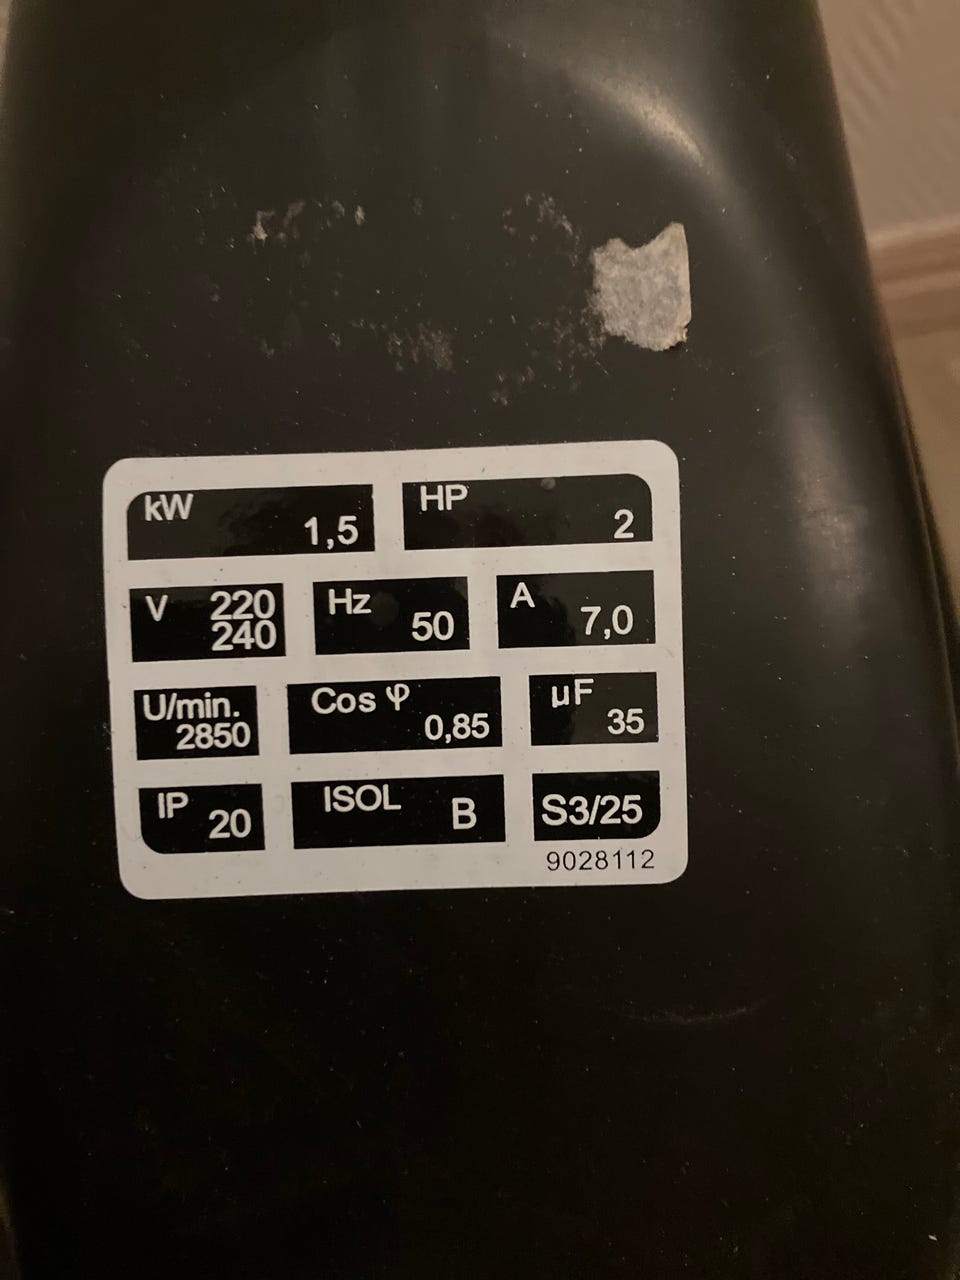 kW 1,5 HP 2
V 220 240 Hz 50 A 7,0
U/min. 2850 Cos φ 0,85 µF 35
IP 20 ISOL B S3/25
9028112